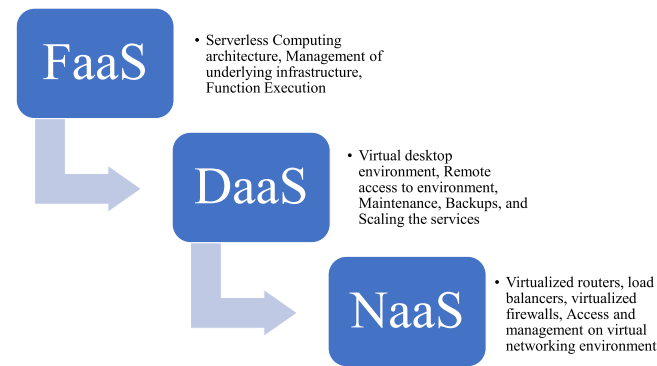 FaaS
• Serverless Computing
architecture, Management of
underlying infrastructure,
Function Execution
DaaS
• Virtual desktop
environment, Remote
access to environment,
Maintenance, Backups, and
Scaling the services
NaaS
• Virtualized routers, load
balancers, virtualized
firewalls, Access and
management on virtual
networking environment